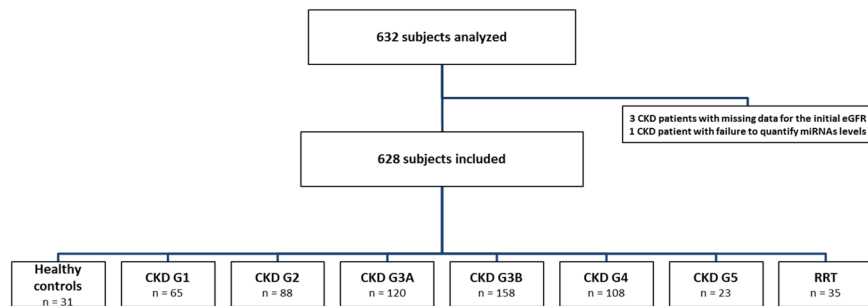 632 subjects analyzed
3 CKD patients with missing data for the initial eGFR
1 CKD patient with failure to quantify miRNAs levels
628 subjects included
Healthy
controls
n = 31
CKD G1
n = 65
CKD G2
n = 88
CKD G3A
n = 120
CKD G3B
n = 158
CKD G4
n = 108
CKD G5
n = 23
RRT
n = 35